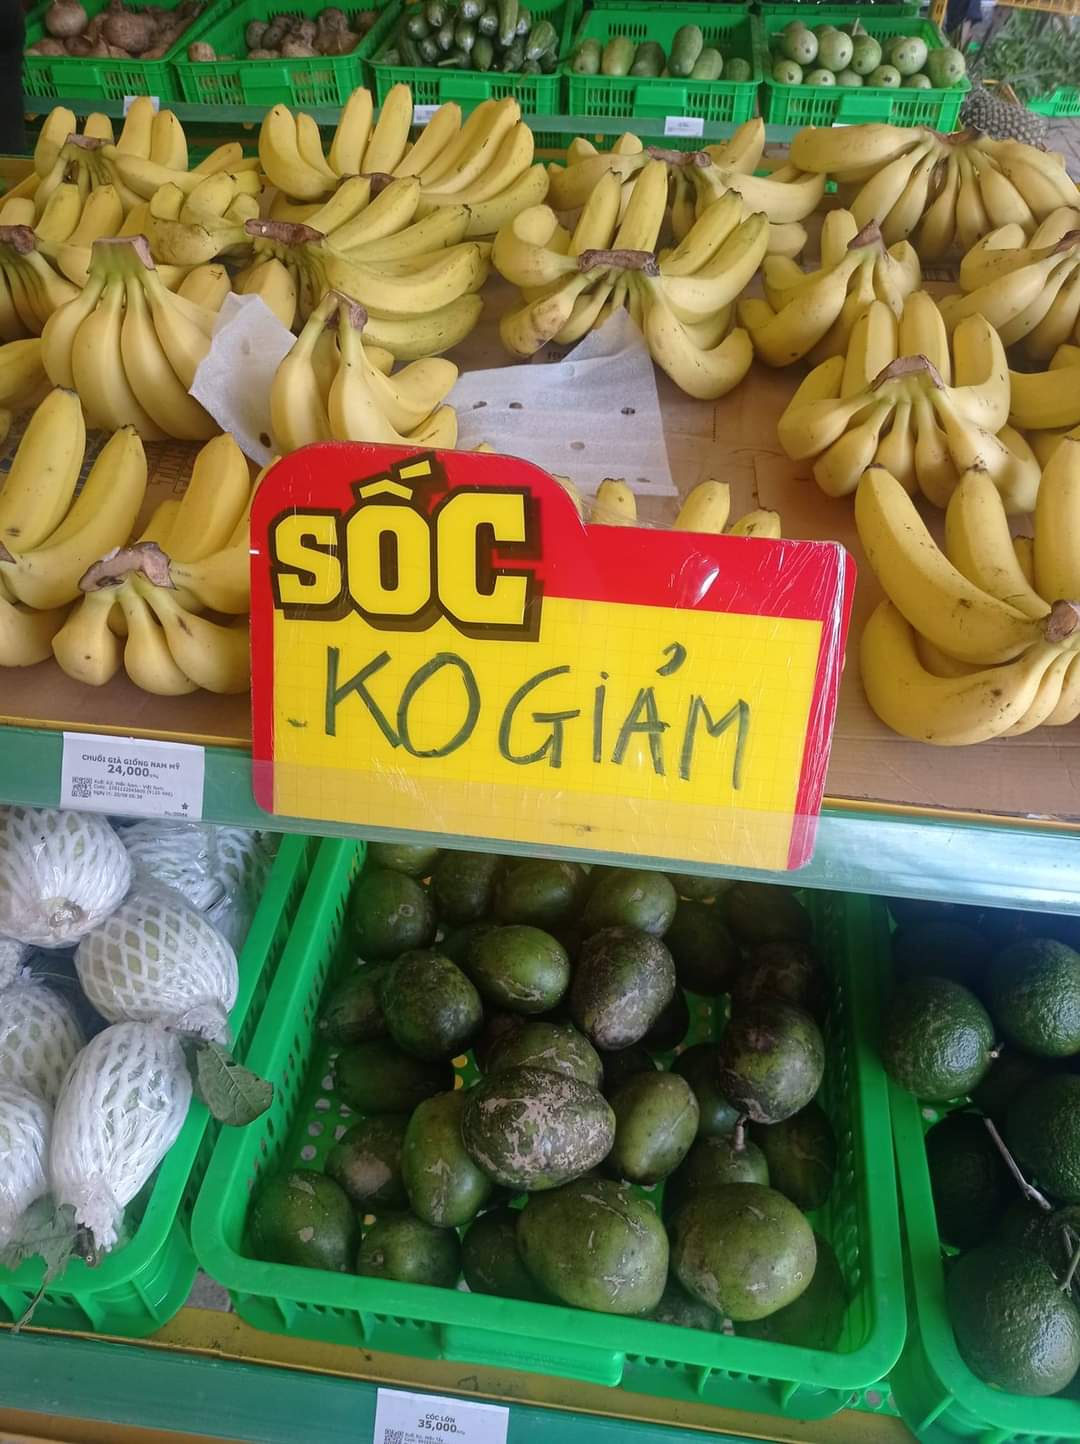 SỐC
KO GIẢM
CHUỐI GIÀ GIỐNG NAM MỸ
24,000
CÓC LỚN
35,000